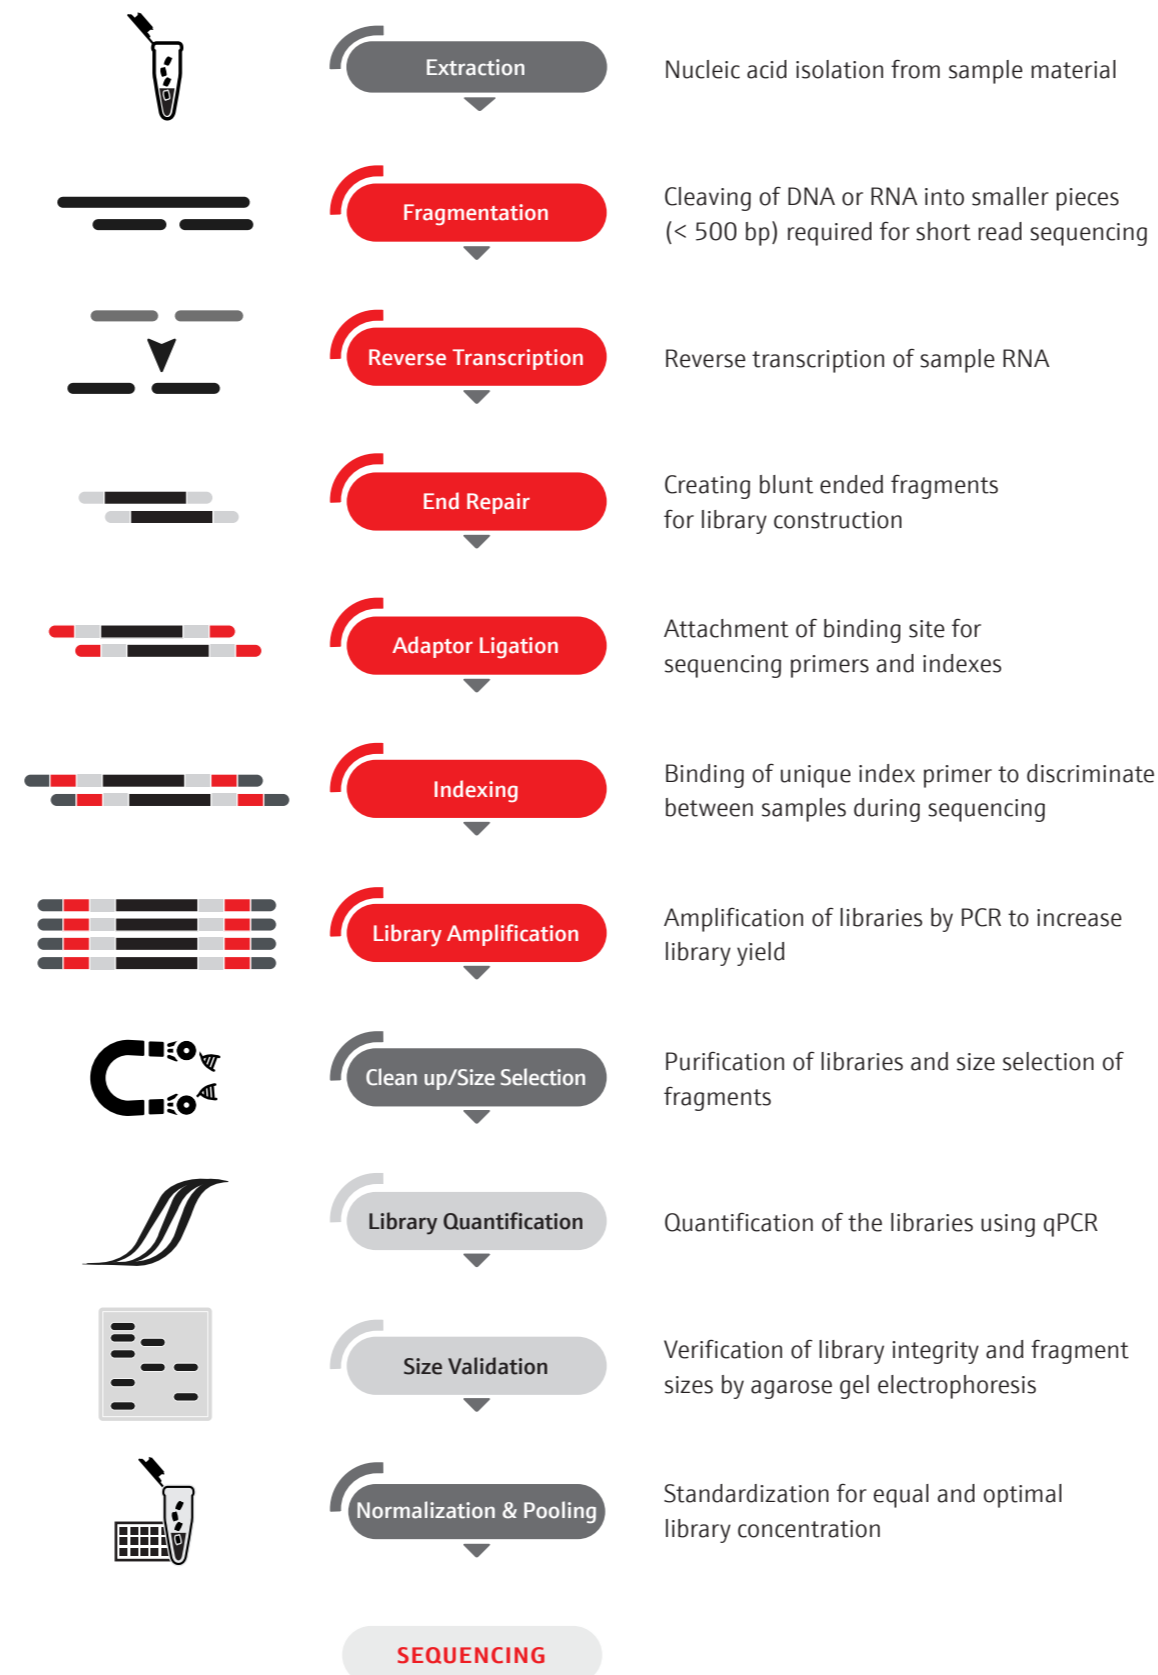 Extraction
Nucleic acid isolation from sample material
Fragmentation
Cleaving of DNA or RNA into smaller pieces
(< 500 bp) required for short read sequencing
Reverse Transcription
Reverse transcription of sample RNA
End Repair
Creating blunt ended fragments
for library construction
Adaptor Ligation
Attachment of binding site for
sequencing primers and indexes
Indexing
Binding of unique index primer to discriminate
between samples during sequencing
Library Amplification
Amplification of libraries by PCR to increase
library yield
Clean up/Size Selection
Purification of libraries and size selection of
fragments
Library Quantification
Quantification of the libraries using qPCR
Size Validation
Verification of library integrity and fragment
sizes by agarose gel electrophoresis
Normalization & Pooling
Standardization for equal and optimal
library concentration
SEQUENCING